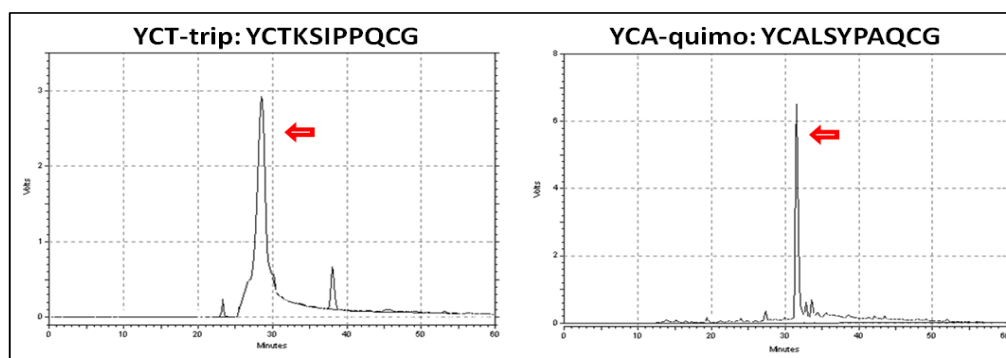 YCT-trip: YCTKSIPPQCG
3
2
1
0
Volts
0 10 20 30 40 50 60
Minutes
YCA-quimo: YCALSYPAQCG
8
6
4
2
0
Volts
0 10 20 30 40 50 60
Minutes